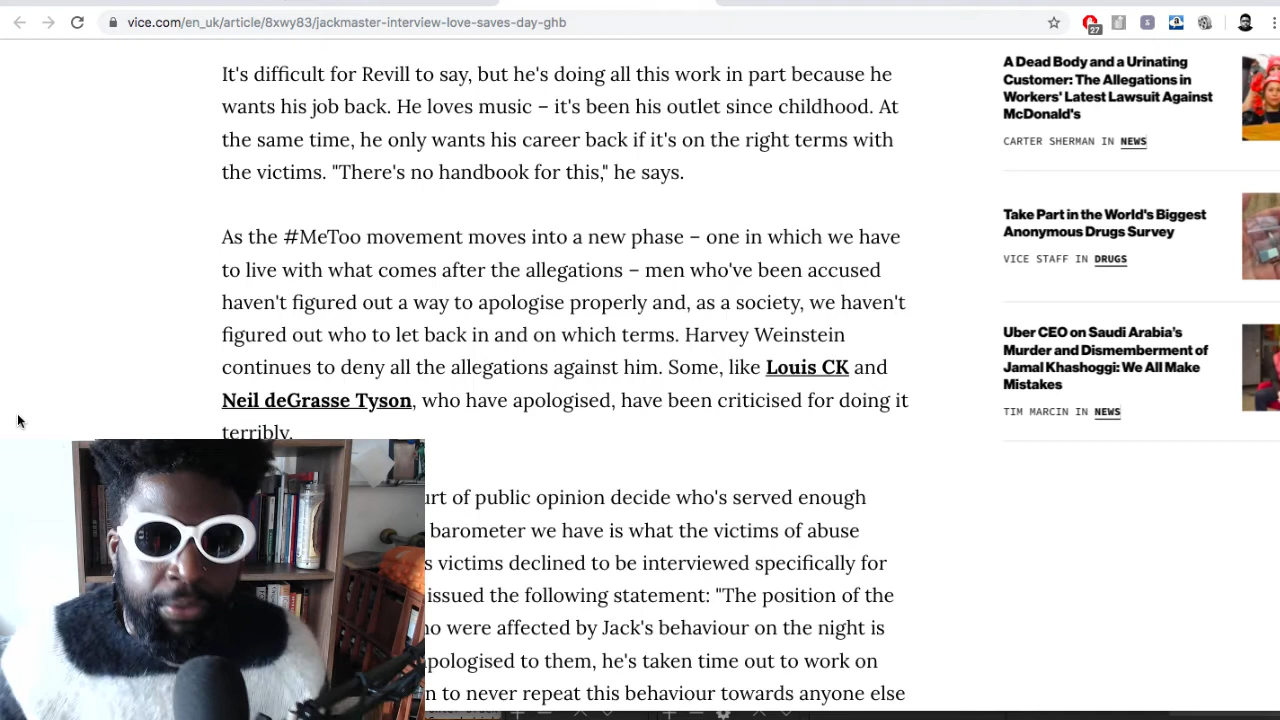 vice.com/en_uk/article/8xwy83/jackmaster-interview-love-saves-day-ghb
27
It's difficult for Revill to say, but he's doing all this work in part because he
wants his job back. He loves music – it's been his outlet since childhood. At
the same time, he only wants his career back if it's on the right terms with
the victims. "There's no handbook for this," he says.
As the #MeToo movement moves into a new phase – one in which we have
to live with what comes after the allegations – men who've been accused
haven't figured out a way to apologise properly and, as a society, we haven't
figured out who to let back in and on which terms. Harvey Weinstein
continues to deny all the allegations against him. Some, like Louis CK and
Neil deGrasse Tyson, who have apologised, have been criticised for doing it
terribly.
urt of public opinion decide who's served enough
barometer we have is what the victims of abuse
s victims declined to be interviewed specifically for
issued the following statement: "The position of the
no were affected by Jack's behaviour on the night is
pologised to them, he's taken time out to work on
n to never repeat this behaviour towards anyone else
A Dead Body and a Urinating
Customer: The Allegations in
Workers' Latest Lawsuit Against
McDonald's
CARTER SHERMAN IN NEWS
Take Part in the World's Biggest
Anonymous Drugs Survey
VICE STAFF IN DRUGS
Uber CEO on Saudi Arabia's
Murder and Dismemberment of
Jamal Khashoggi: We All Make
Mistakes
TIM MARCIN IN NEWS